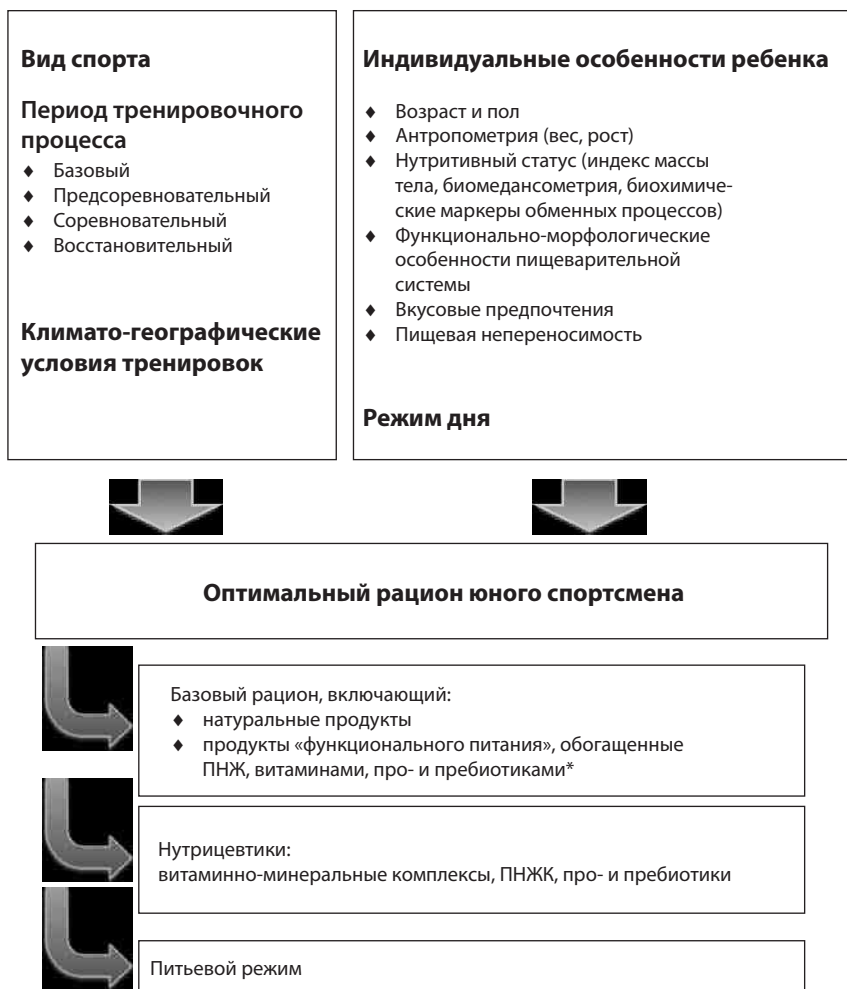 Вид спорта
Период тренировочного
процесса
♦ Базовый
♦ Предсоревновательный
♦ Соревновательный
♦ Восстановительный
Климато-географические
условия тренировок
Индивидуальные особенности ребенка
♦ Возраст и пол
♦ Антропометрия (вес, рост)
♦ Нутритивный статус (индекс массы
тела, биомедансометрия, биохимиче-
ские маркеры обменных процессов)
♦ Функционально-морфологические
особенности пищеварительной
системы
♦ Вкусовые предпочтения
♦ Пищевая непереносимость
Режим дня
Оптимальный рацион юного спортсмена
Базовый рацион, включающий:
♦ натуральные продукты
♦ продукты «функционального питания», обогащенные
ПНЖ, витаминами, про- и пребиотиками*
Нутрицевтики:
витаминно-минеральные комплексы, ПНЖК, про- и пребиотики
Питьевой режим